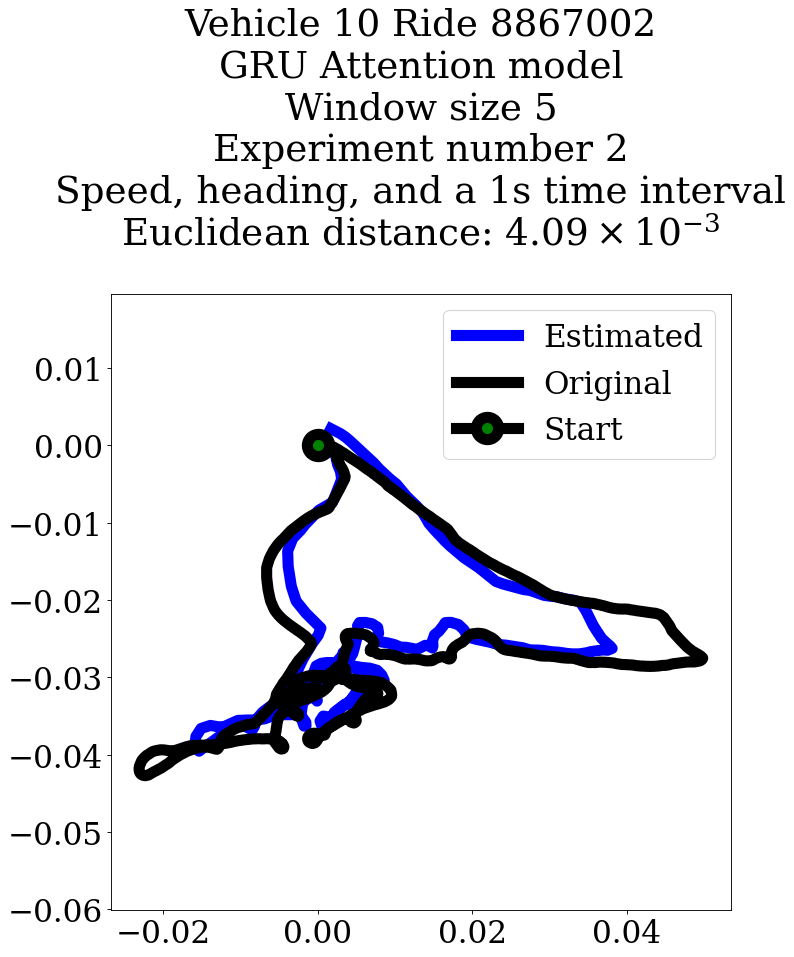 Vehicle 10 Ride 8867002
GRU Attention model
Window size 5
Experiment number 2
Speed, heading, and a 1s time interval
Euclidean distance: 4.09 × 10⁻³
Estimated
Original
Start
0.01
0.00
−0.01
−0.02
−0.03
−0.04
−0.05
−0.06
−0.02 0.00 0.02 0.04